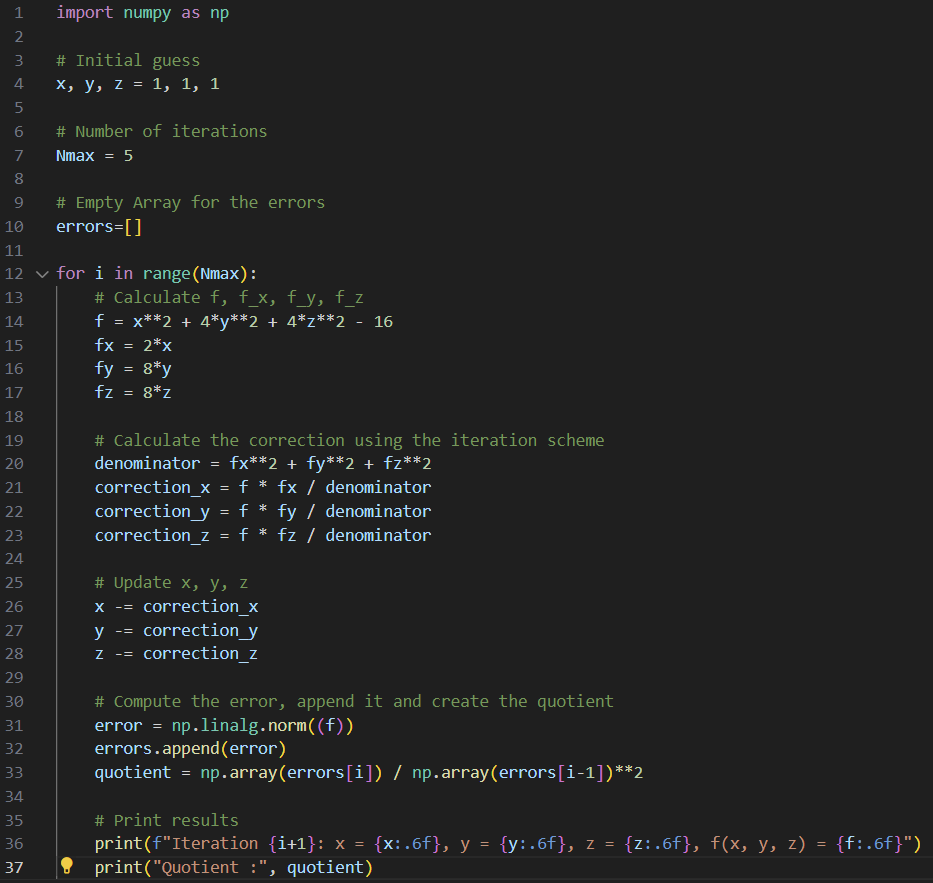 1 import numpy as np
2
3 # Initial guess
4 x, y, z = 1, 1, 1
5
6 # Number of iterations
7 Nmax = 5
8
9 # Empty Array for the errors
10 errors=[]
11
12 for i in range(Nmax):
13     # Calculate f, f_x, f_y, f_z
14     f = x**2 + 4*y**2 + 4*z**2 - 16
15     fx = 2*x
16     fy = 8*y
17     fz = 8*z
18
19     # Calculate the correction using the iteration scheme
20     denominator = fx**2 + fy**2 + fz**2
21     correction_x = f * fx / denominator
22     correction_y = f * fy / denominator
23     correction_z = f * fz / denominator
24
25     # Update x, y, z
26     x -= correction_x
27     y -= correction_y
28     z -= correction_z
29
30     # Compute the error, append it and create the quotient
31     error = np.linalg.norm((f))
32     errors.append(error)
33     quotient = np.array(errors[i]) / np.array(errors[i-1])**2
34
35     # Print results
36     print(f"Iteration {i+1}: x = {x:.6f}, y = {y:.6f}, z = {z:.6f}, f(x, y, z) = {f:.6f}")
37     print("Quotient :", quotient)